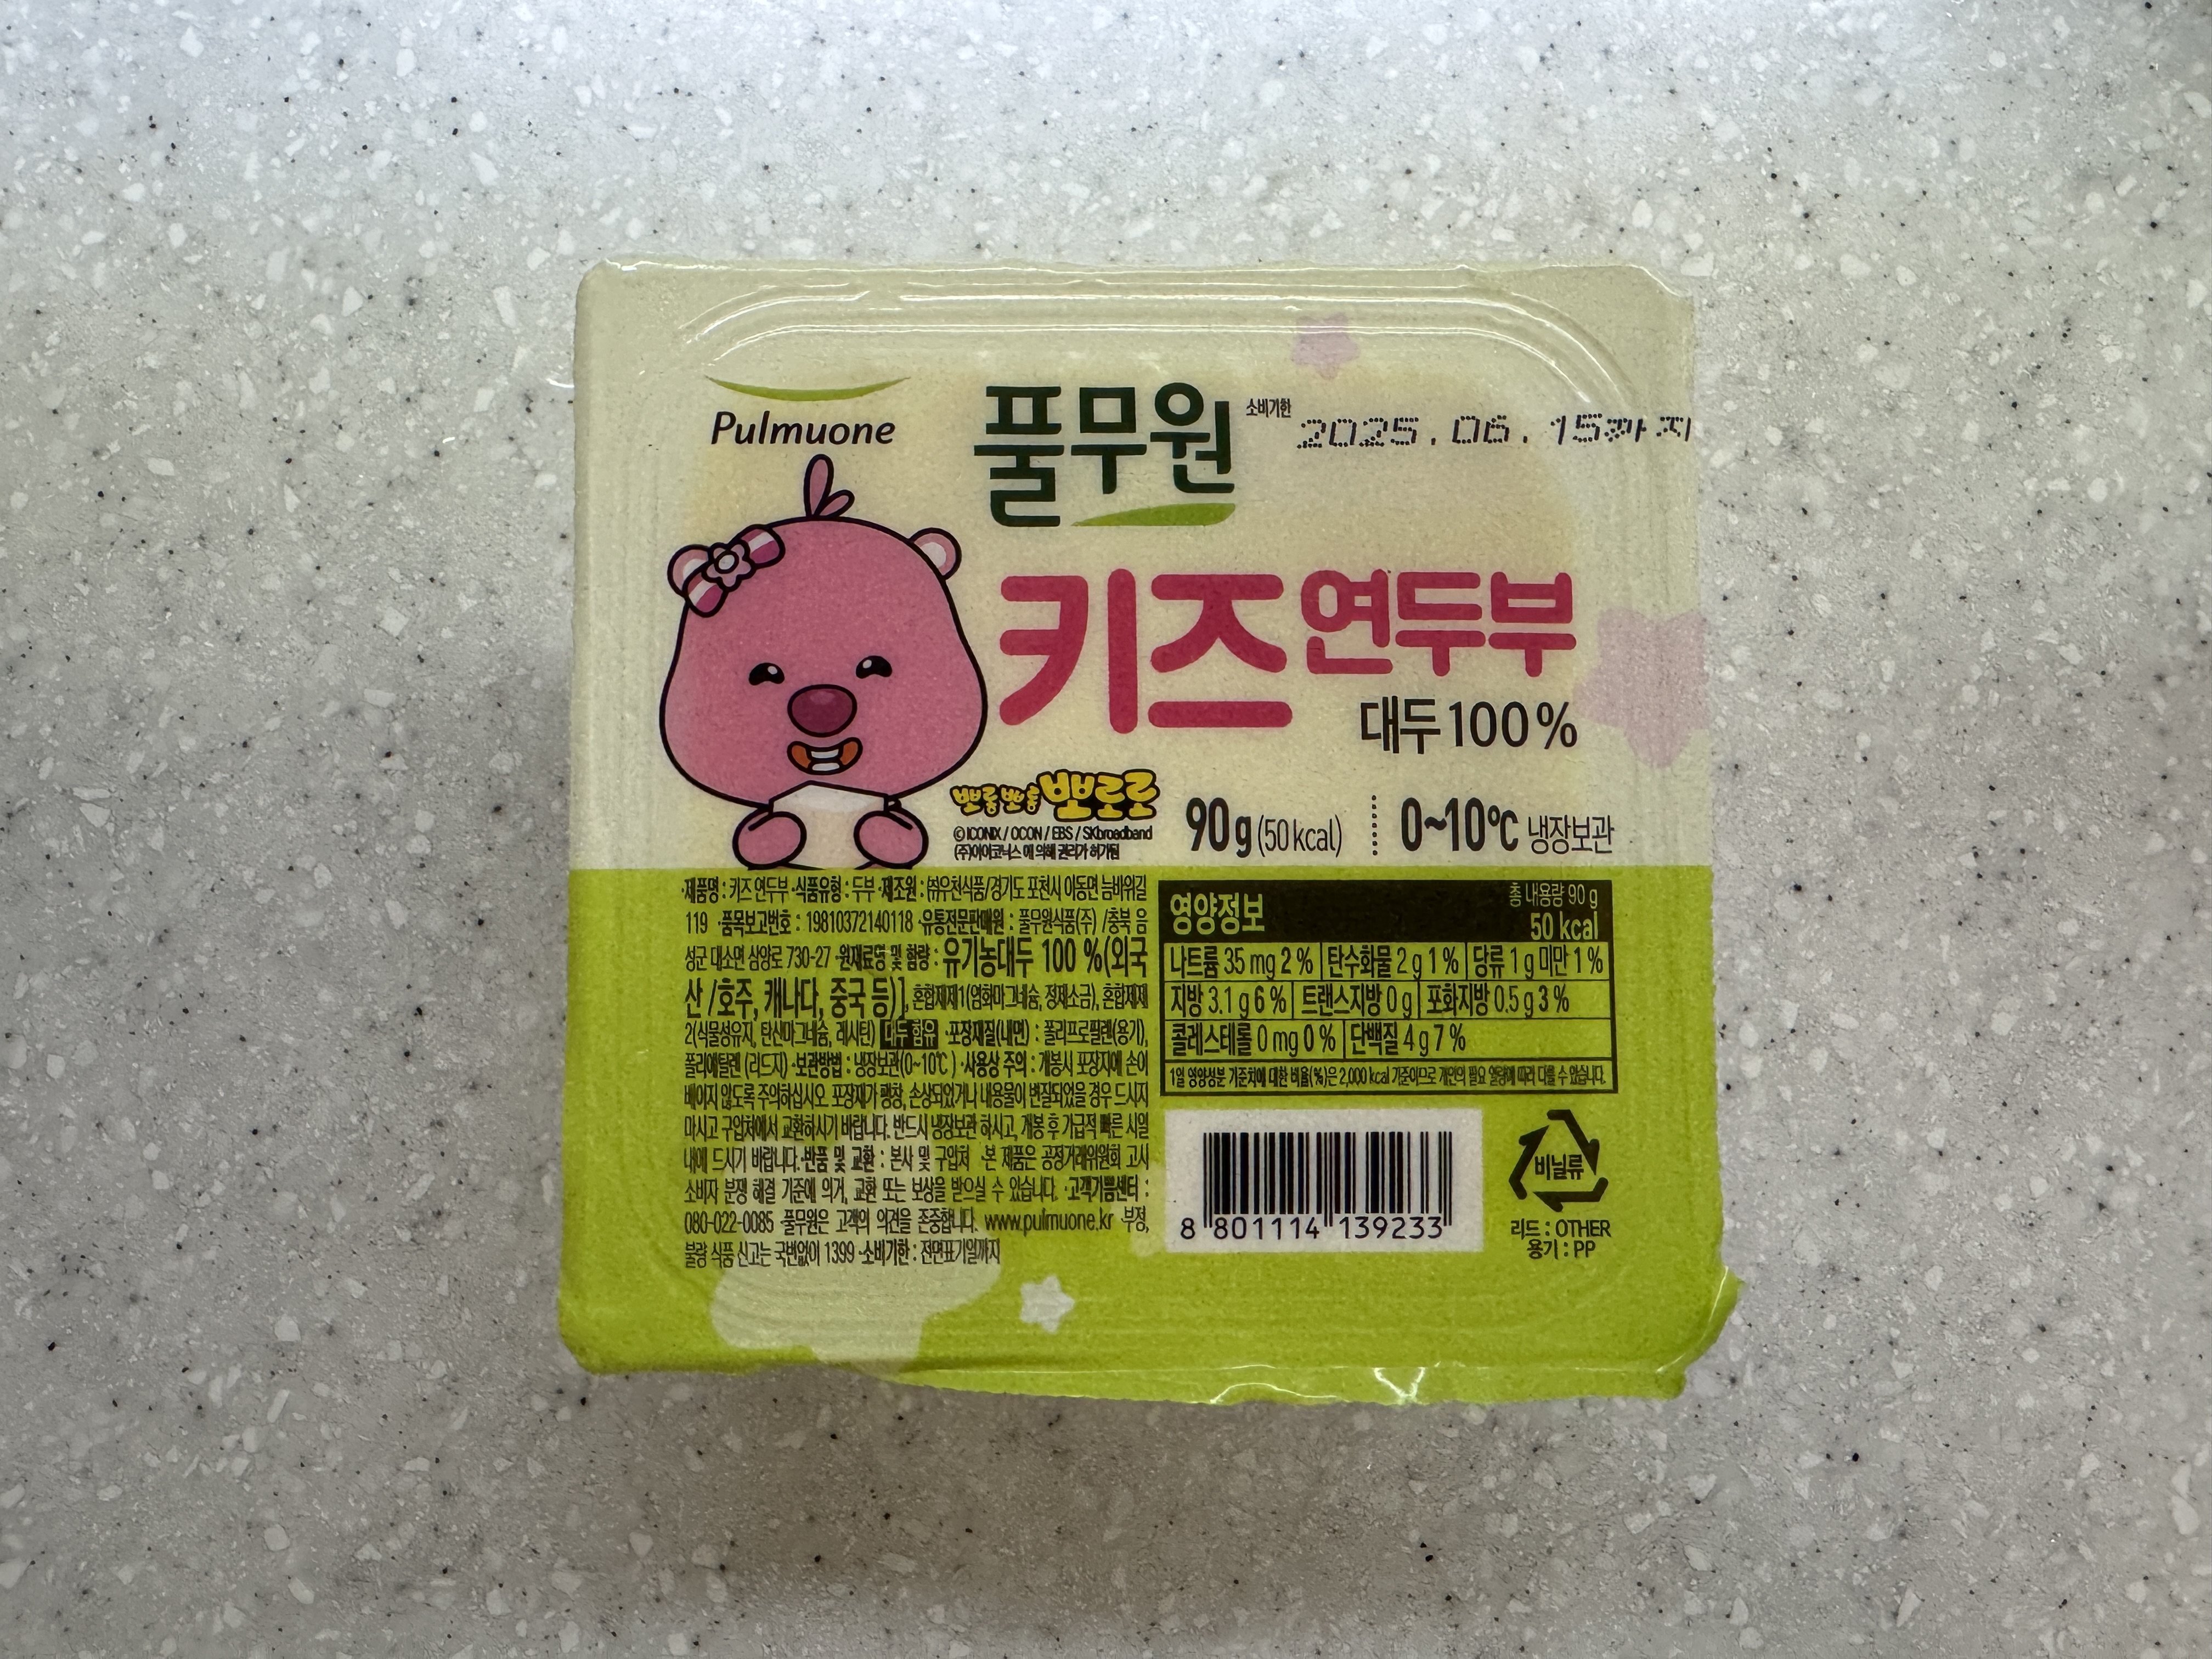 Pulmuone
풀무원
소비기한
2025.06.15까지
키즈 연두부
대두 100%
뽀롱뽀롱 뽀로로
© ICONIX / OCON / EBS / SKbroadband
(주)아이코닉스에 의해 권리가 허가됨
90 g (50 kcal)
0~10℃ 냉장보관
·제품명 : 키즈 연두부 ·식품유형 : 두부 ·제조원 : ㈜우천식품/경기도 포천시 이동면 늠바위길
119 ·품목보고번호 : 19810372140118 ·유통전문판매원 : 풀무원식품(주) /충북 음
성군 대소면 삼양로 730-27 ·원재료명 및 함량 : 유기농대두 100 %(외국
산 /호주, 캐나다, 중국 등)], 혼합제제1(염화마그네슘, 정제소금), 혼합제제
2(식물성유지, 탄산마그네슘, 레시틴) 대두 함유 ·포장재질(내면) : 폴리프로필렌(용기),
폴리에틸렌 (리드지) ·보관방법 : 냉장보관(0~10℃) ·사용상 주의 : 개봉시 포장지에 손이
베이지 않도록 주의하십시오. 포장재가 팽창, 손상되었거나 내용물이 변질되었을 경우 드시지
마시고 구입처에서 교환하시기 바랍니다. 반드시 냉장보관 하시고, 개봉 후 가급적 빠른 시일
내에 드시기 바랍니다. ·반품 및 교환 : 본사 및 구입처 ·본 제품은 공정거래위원회 고시
소비자 분쟁 해결 기준에 의거, 교환 또는 보상을 받으실 수 있습니다. ·고객기쁨센터 :
080-022-0085 ·풀무원은 고객의 의견을 존중합니다. www.pulmuone.kr 부정,
불량 식품 신고는 국번없이 1399 ·소비기한 : 전면표기일까지
영양정보
총 내용량 90 g
50 kcal
나트륨 35 mg 2 % 탄수화물 2 g 1 % 당류 1 g 미만 1 %
지방 3.1 g 6 % 트랜스지방 0 g 포화지방 0.5 g 3 %
콜레스테롤 0 mg 0 % 단백질 4 g 7 %
1일 영양성분 기준치에 대한 비율(%)은 2,000 kcal 기준이므로 개인의 필요 열량에 따라 다를 수 있습니다.
8 801114 139233
비닐류
리드 : OTHER
용기 : PP